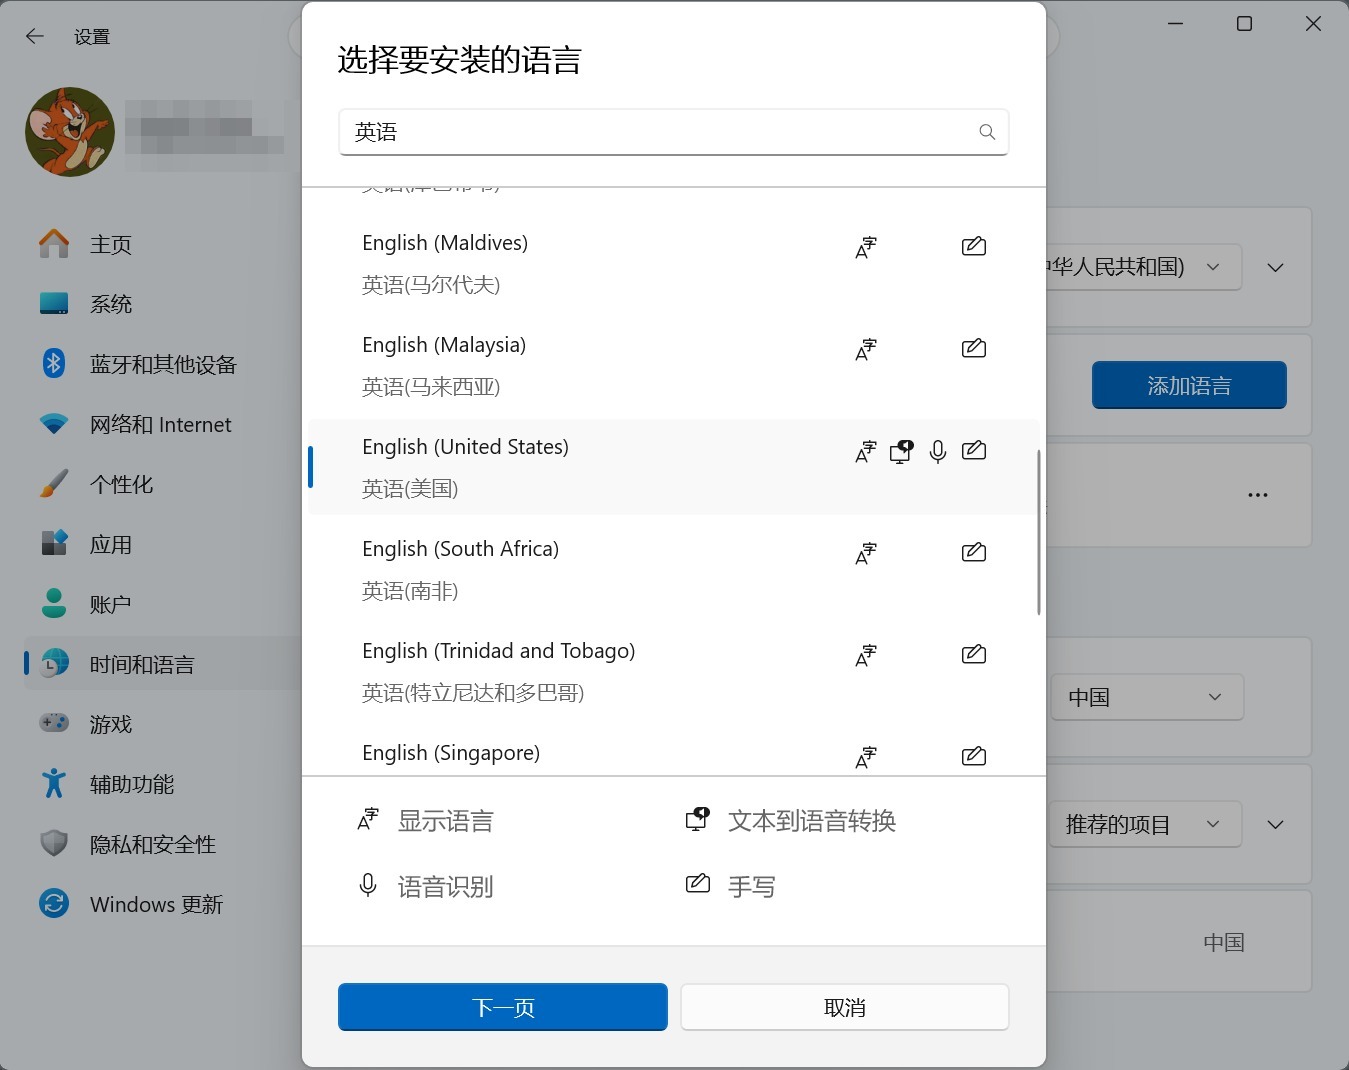 设置
主页
系统
蓝牙和其他设备
网络和 Internet
个性化
应用
账户
时间和语言
游戏
辅助功能
隐私和安全性
Windows 更新
选择要安装的语言
英语
English (Maldives)
英语(马尔代夫)
English (Malaysia)
英语(马来西亚)
English (United States)
英语(美国)
English (South Africa)
英语(南非)
English (Trinidad and Tobago)
英语(特立尼达和多巴哥)
English (Singapore)
显示语言
文本到语音转换
语音识别
手写
下一页
取消
华人民共和国)
添加语言
中国
推荐的项目
中国